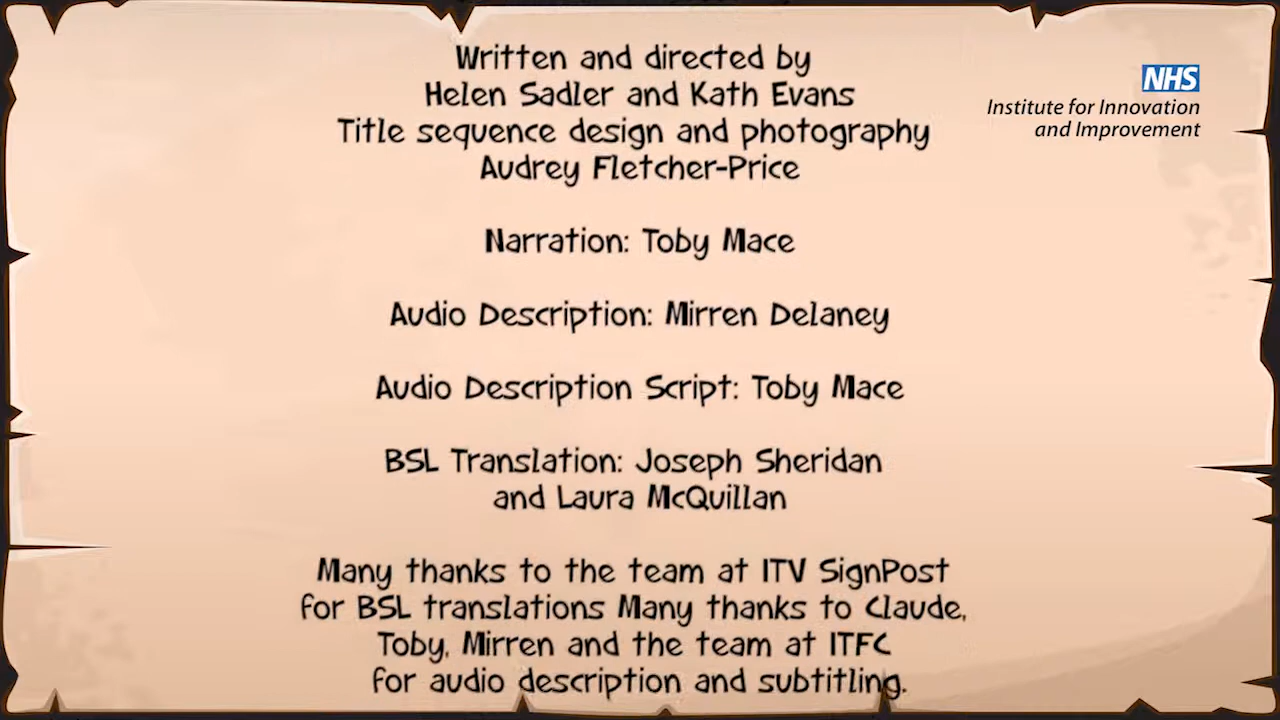 Written and directed by
Helen Sadler and Kath Evans
Title sequence design and photography
Audrey Fletcher-Price
NHS
Institute for Innovation
and Improvement
Narration: Toby Mace
Audio Description: Mirren Delaney
Audio Description Script: Toby Mace
BSL Translation: Joseph Sheridan
and Laura McQuillan
Many thanks to the team at ITV SignPost
for BSL translations Many thanks to Claude,
Toby, Mirren and the team at ITFC
for audio description and subtitling.